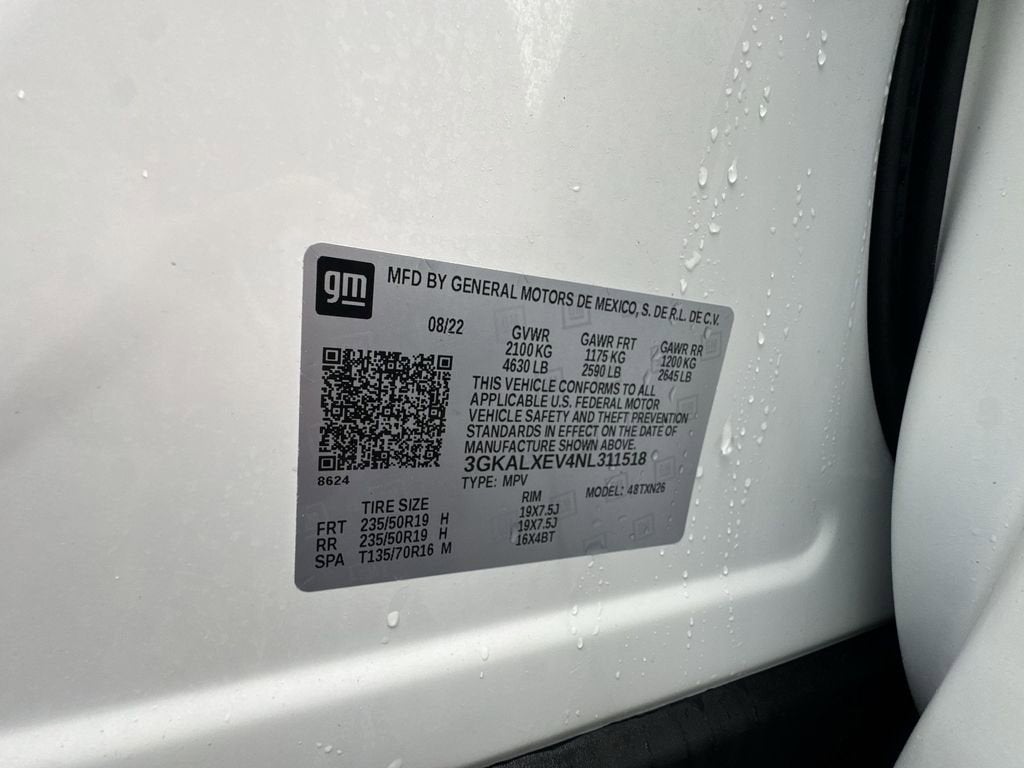 gm
MFD BY GENERAL MOTORS DE MEXICO, S. DE R.L. DE C.V.
08/22 GVWR GAWR FRT GAWR RR
2100 KG 1175 KG 1200 KG
4630 LB 2590 LB 2645 LB
THIS VEHICLE CONFORMS TO ALL
APPLICABLE U.S. FEDERAL MOTOR
VEHICLE SAFETY AND THEFT PREVENTION
STANDARDS IN EFFECT ON THE DATE OF
MANUFACTURE SHOWN ABOVE.
3GKALXEV4NL311518
8624
TYPE: MPV MODEL: 48TXN26
TIRE SIZE RIM
FRT 235/50R19 H 19X7.5J
RR 235/50R19 H 19X7.5J
SPA T135/70R16 M 16X4BT